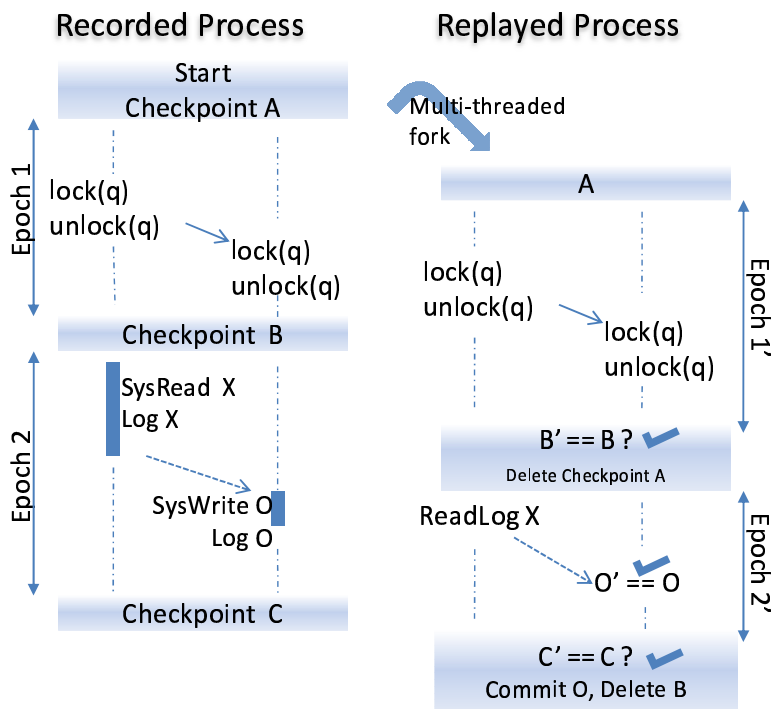 Recorded Process
Start
Checkpoint A
Epoch 1
lock(q)
unlock(q)
lock(q)
unlock(q)
Checkpoint B
Epoch 2
SysRead X
Log X
SysWrite O
Log O
Checkpoint C
Replayed Process
Multi-threaded
fork
A
Epoch 1’
lock(q)
unlock(q)
lock(q)
unlock(q)
B’ == B ?
Delete Checkpoint A
Epoch 2’
ReadLog X
O’ == O
C’ == C ?
Commit O, Delete B